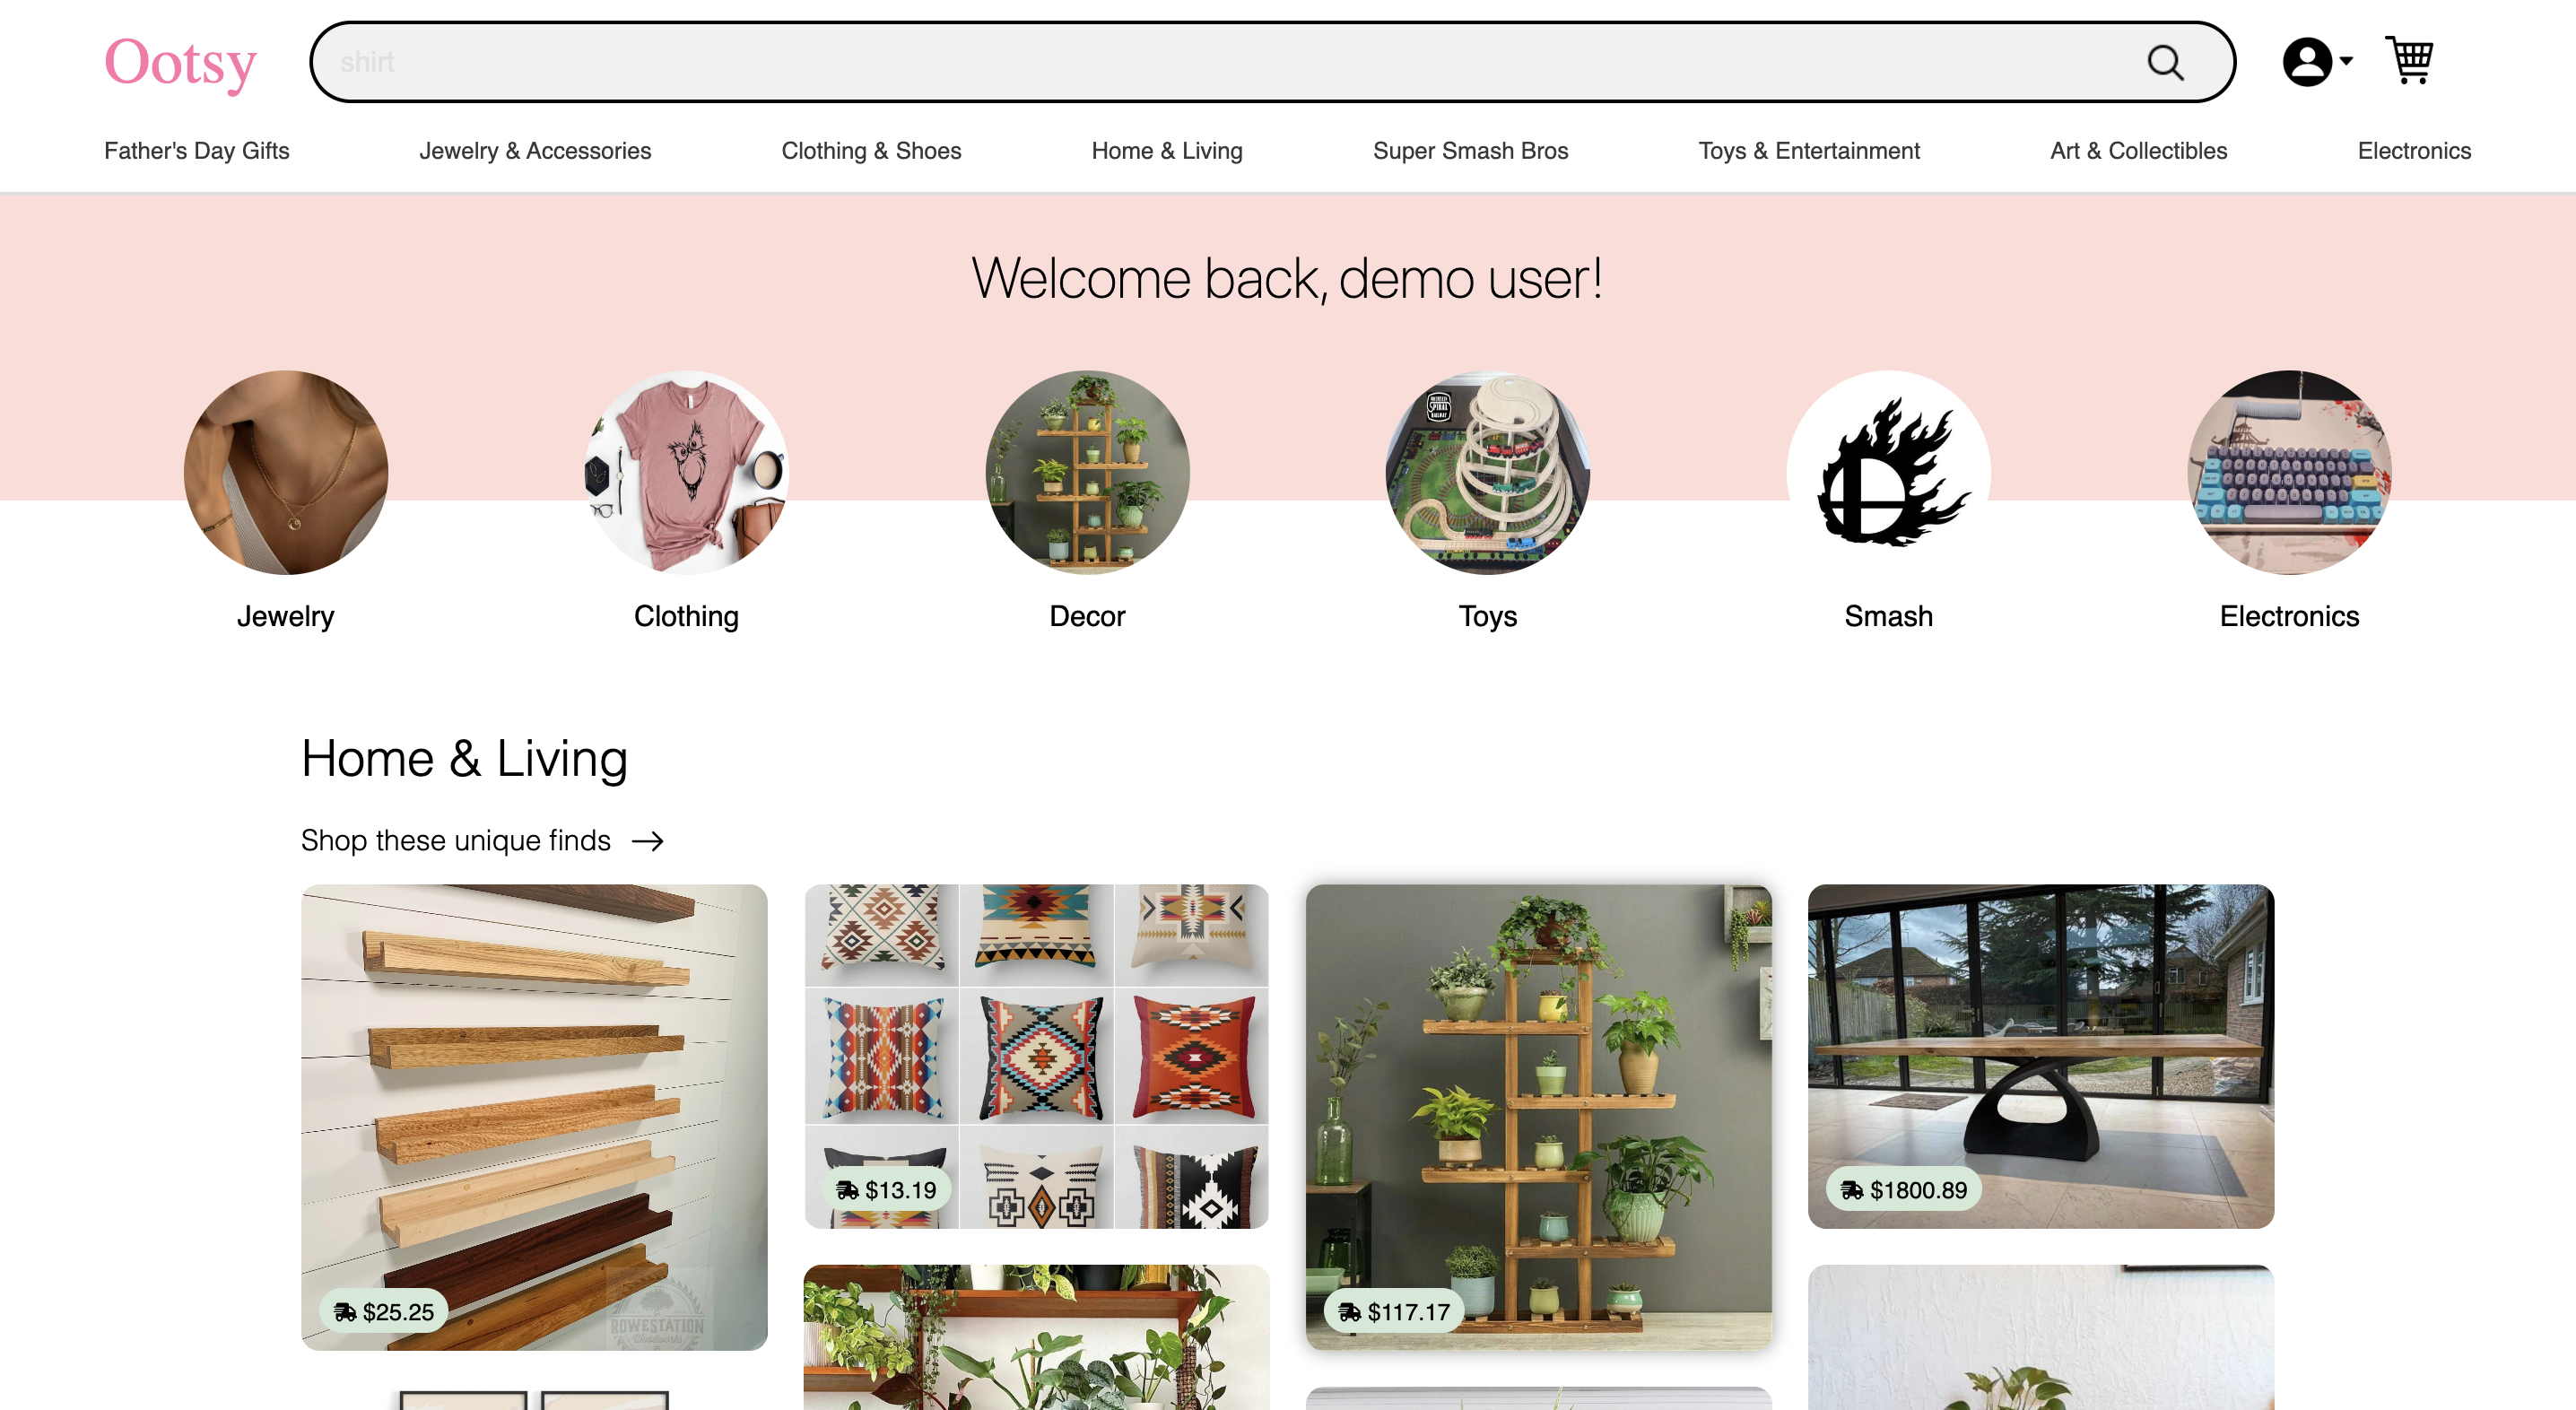 Ootsy
shirt
Father's Day Gifts
Jewelry & Accessories
Clothing & Shoes
Home & Living
Super Smash Bros
Toys & Entertainment
Art & Collectibles
Electronics
Welcome back, demo user!
Jewelry
Clothing
Decor
Toys
Smash
Electronics
Home & Living
Shop these unique finds →
$25.25
ROWESTATION
Woodworks
$13.19
$117.17
$1800.89